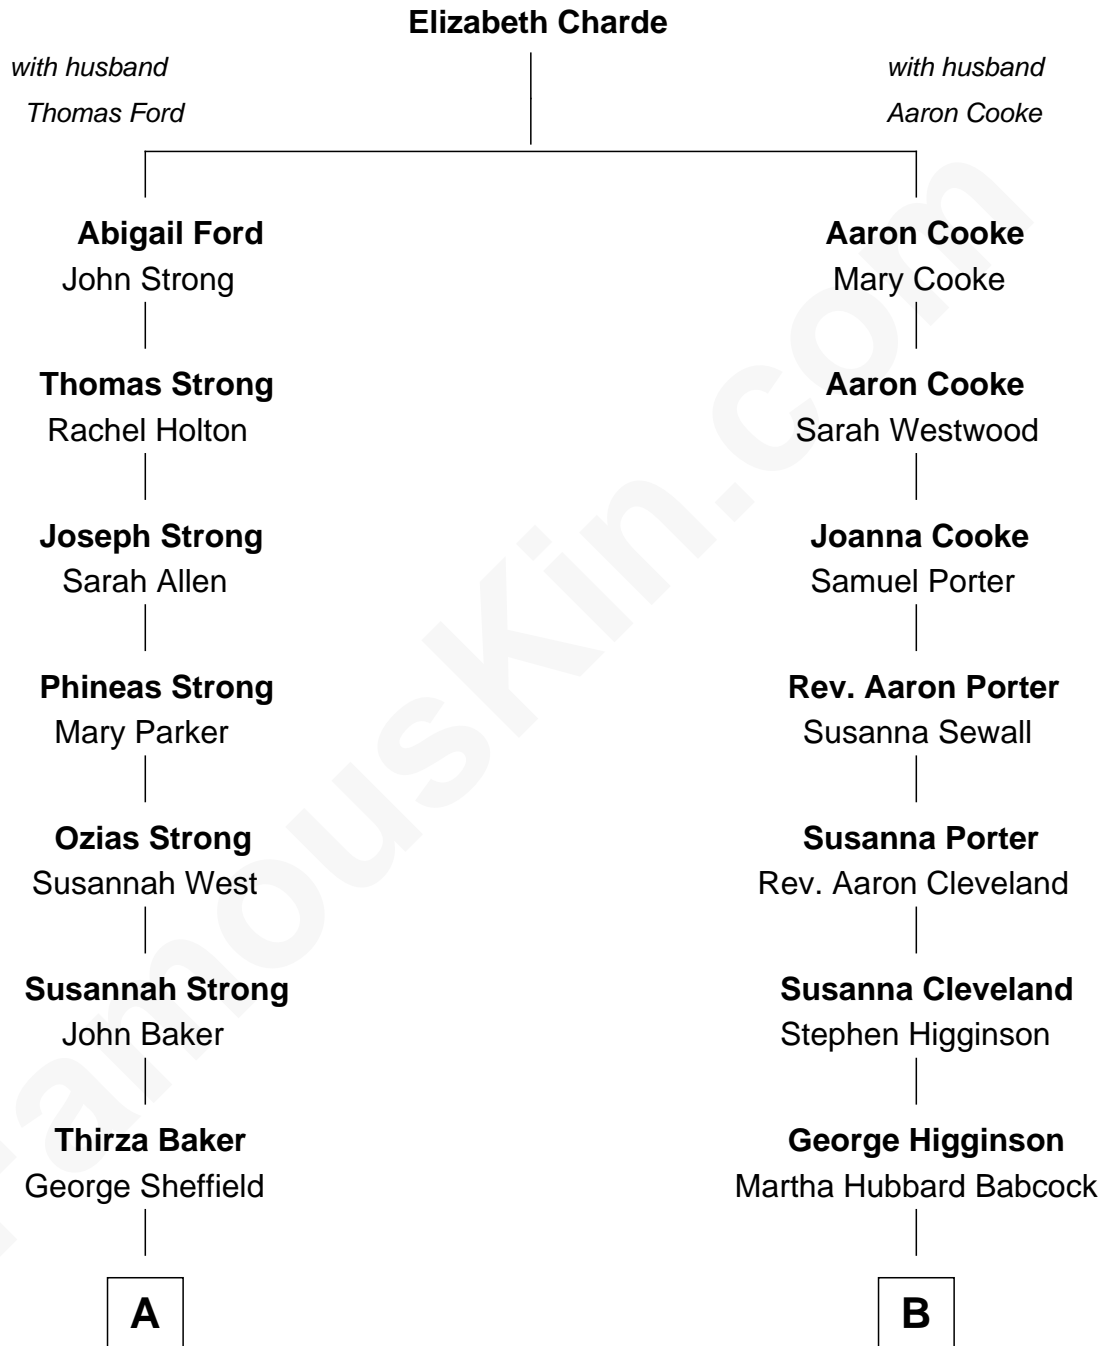 Elizabeth Charde
with husband
Thomas Ford
with husband
Aaron Cooke
Abigail Ford
John Strong
Aaron Cooke
Mary Cooke
Thomas Strong
Rachel Holton
Aaron Cooke
Sarah Westwood
Joseph Strong
Sarah Allen
Joanna Cooke
Samuel Porter
Phineas Strong
Mary Parker
Rev. Aaron Porter
Susanna Sewall
Ozias Strong
Susannah West
Susanna Porter
Rev. Aaron Cleveland
Susannah Strong
John Baker
Susanna Cleveland
Stephen Higginson
Thirza Baker
George Sheffield
George Higginson
Martha Hubbard Babcock
A
B
FamousKin.com